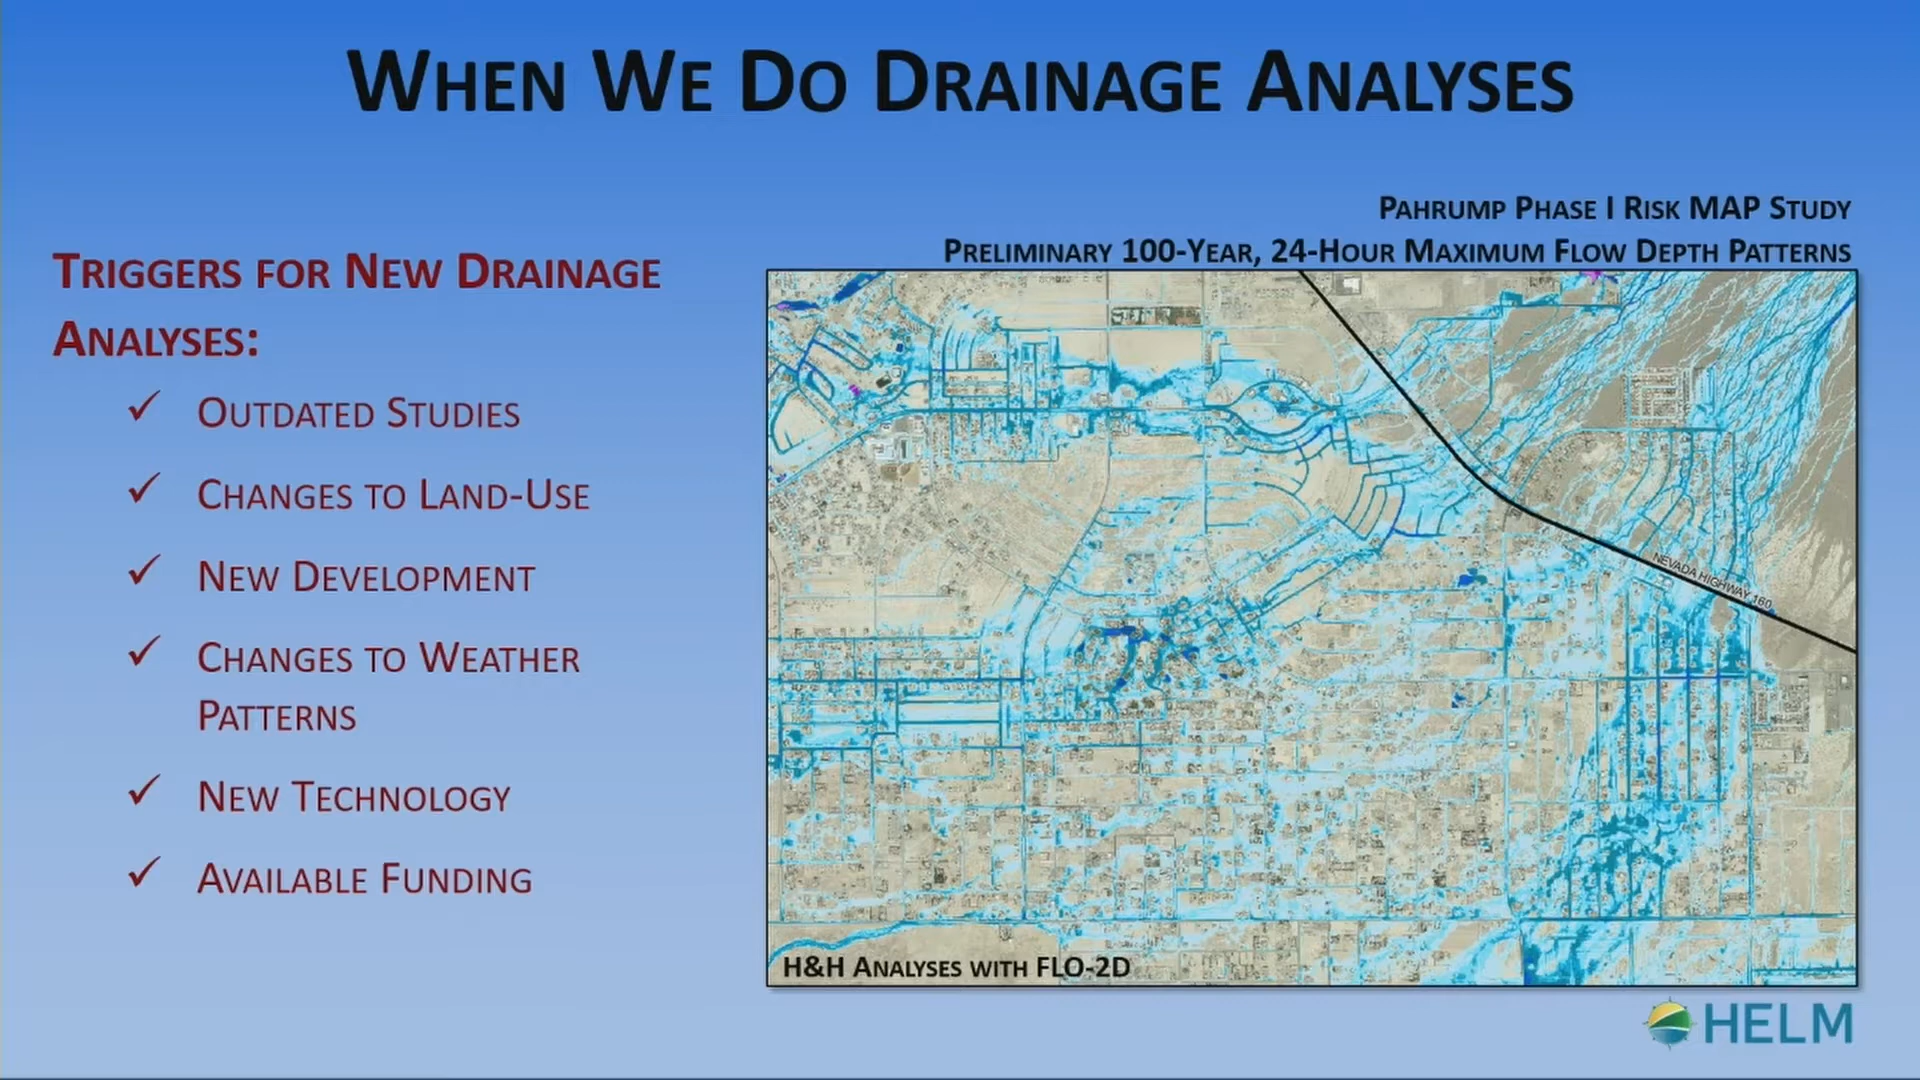 WHEN WE DO DRAINAGE ANALYSES
PAHRUMP PHASE I RISK MAP STUDY
PRELIMINARY 100-YEAR, 24-HOUR MAXIMUM FLOW DEPTH PATTERNS
TRIGGERS FOR NEW DRAINAGE
ANALYSES:
✓ OUTDATED STUDIES
✓ CHANGES TO LAND-USE
✓ NEW DEVELOPMENT
✓ CHANGES TO WEATHER
PATTERNS
✓ NEW TECHNOLOGY
✓ AVAILABLE FUNDING
NEVADA HIGHWAY 160
H&H ANALYSES WITH FLO-2D
HELM